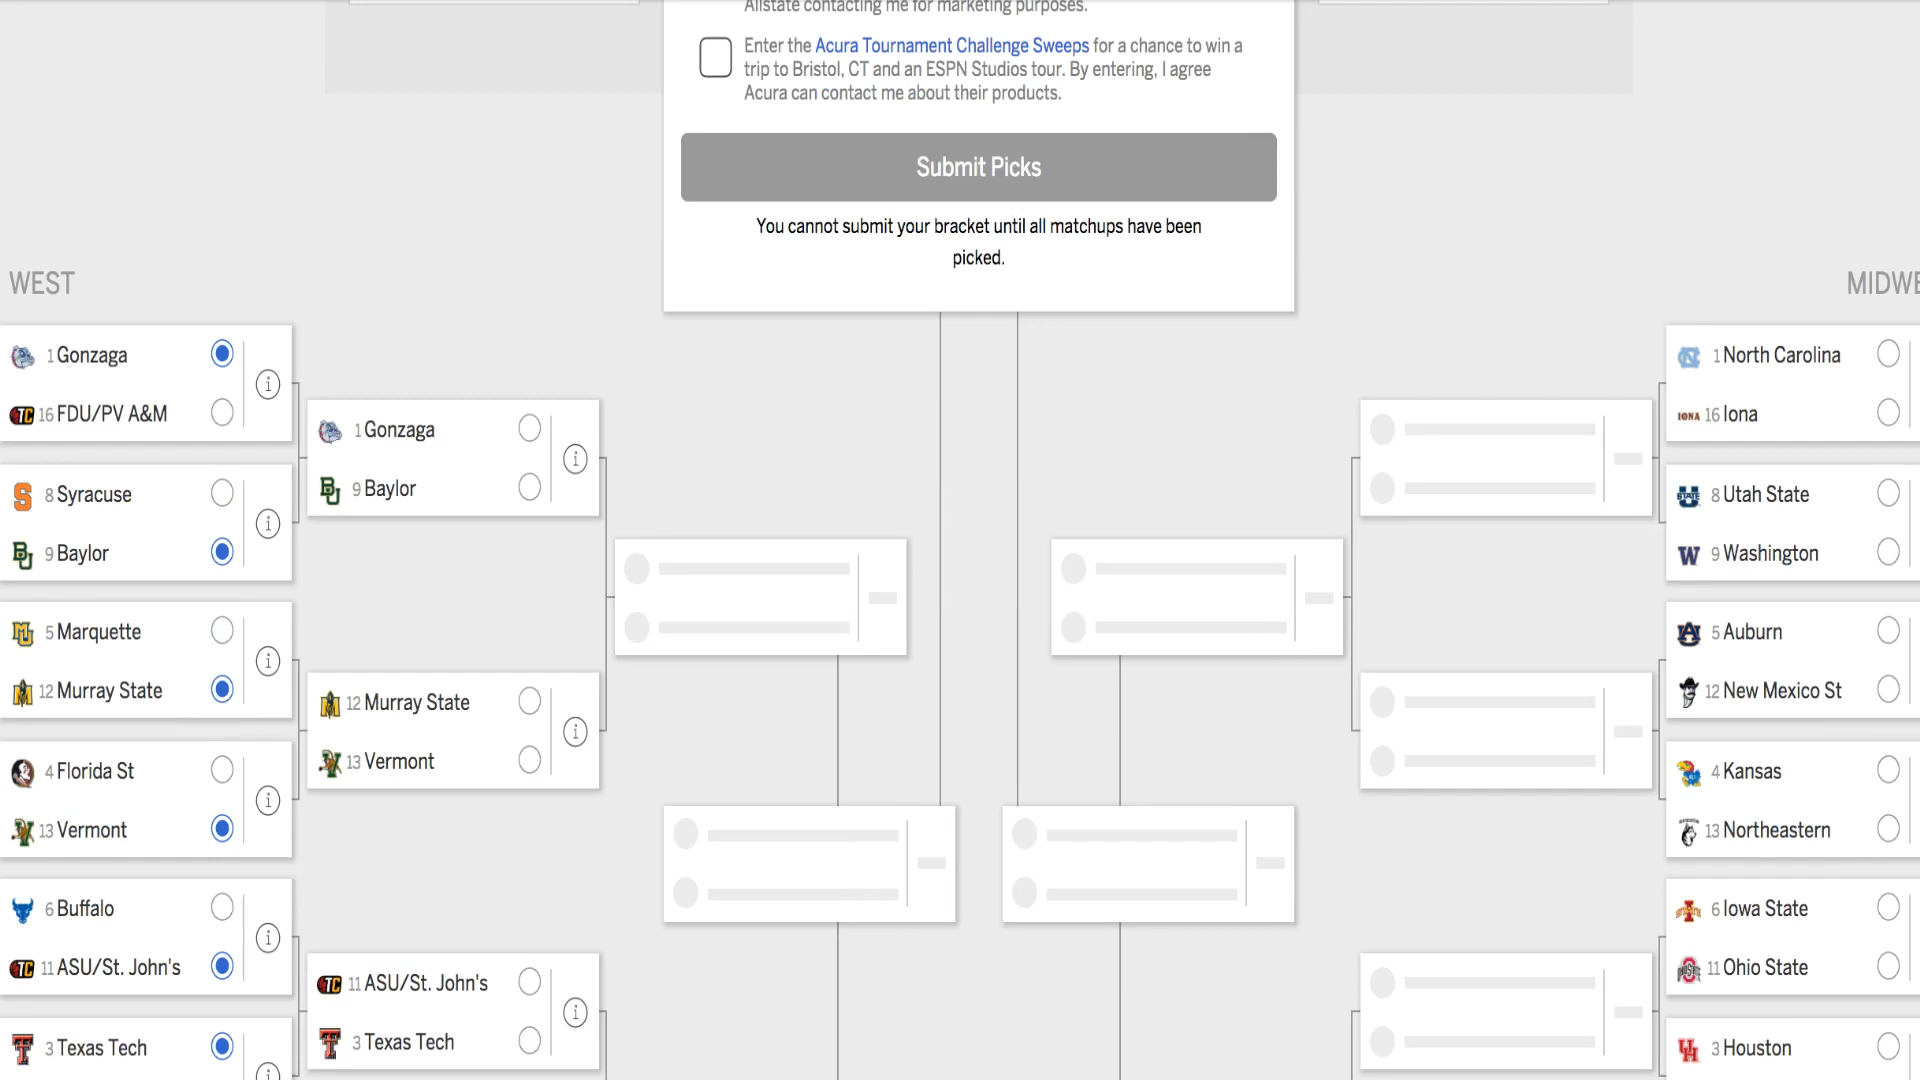 Allstate contacting me for marketing purposes.
Enter the Acura Tournament Challenge Sweeps for a chance to win a
trip to Bristol, CT and an ESPN Studios tour. By entering, I agree
Acura can contact me about their products.
Submit Picks
You cannot submit your bracket until all matchups have been
picked.
WEST
1 Gonzaga
16 FDU/PV A&M
8 Syracuse
9 Baylor
5 Marquette
12 Murray State
4 Florida St
13 Vermont
6 Buffalo
11 ASU/St. John's
3 Texas Tech
1 Gonzaga
9 Baylor
12 Murray State
13 Vermont
11 ASU/St. John's
3 Texas Tech
MIDWE
1 North Carolina
IONA 16 Iona
8 Utah State
9 Washington
5 Auburn
12 New Mexico St
4 Kansas
13 Northeastern
6 Iowa State
11 Ohio State
3 Houston